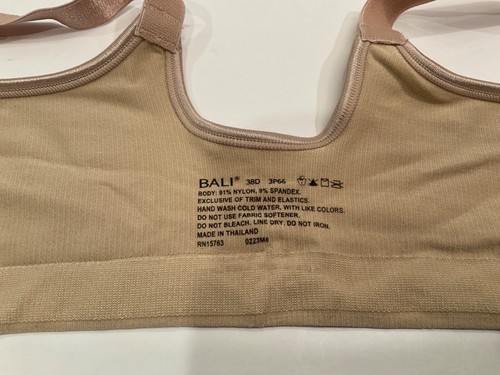 BALI® 38D 3P66
BODY: 91% NYLON, 9% SPANDEX.
EXCLUSIVE OF TRIM AND ELASTICS.
HAND WASH COLD WATER, WITH LIKE COLORS.
DO NOT USE FABRIC SOFTENER.
DO NOT BLEACH. LINE DRY. DO NOT IRON.
MADE IN THAILAND
RN15763 0223M6